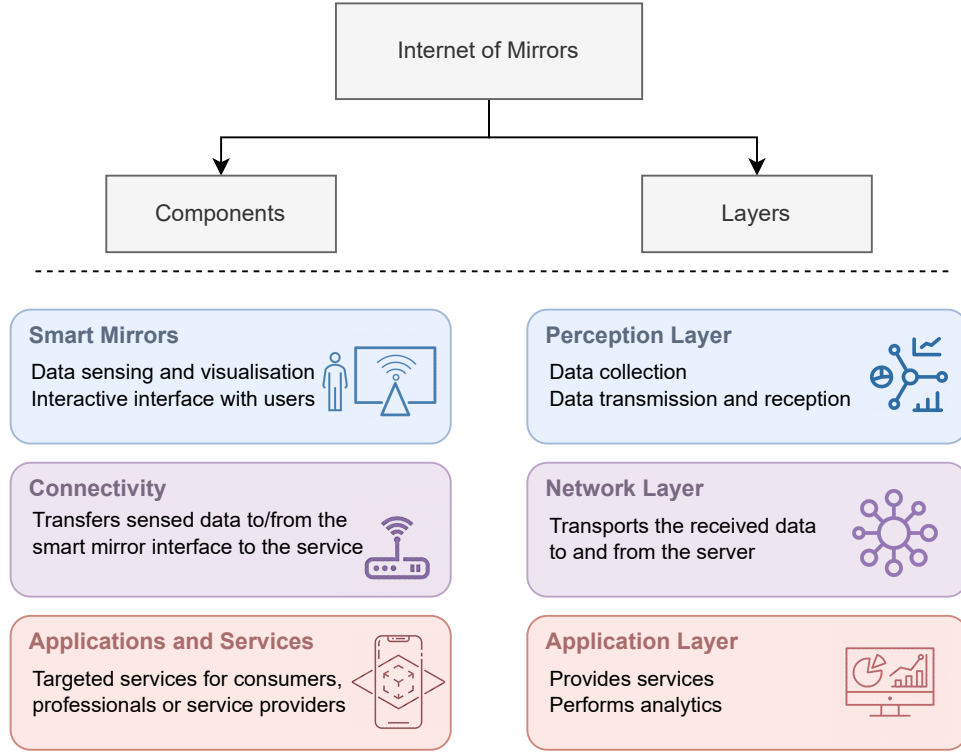 Internet of Mirrors
Components
Layers
Smart Mirrors
Data sensing and visualisation
Interactive interface with users
Connectivity
Transfers sensed data to/from the
smart mirror interface to the service
Applications and Services
Targeted services for consumers,
professionals or service providers
Perception Layer
Data collection
Data transmission and reception
Network Layer
Transports the received data
to and from the server
Application Layer
Provides services
Performs analytics